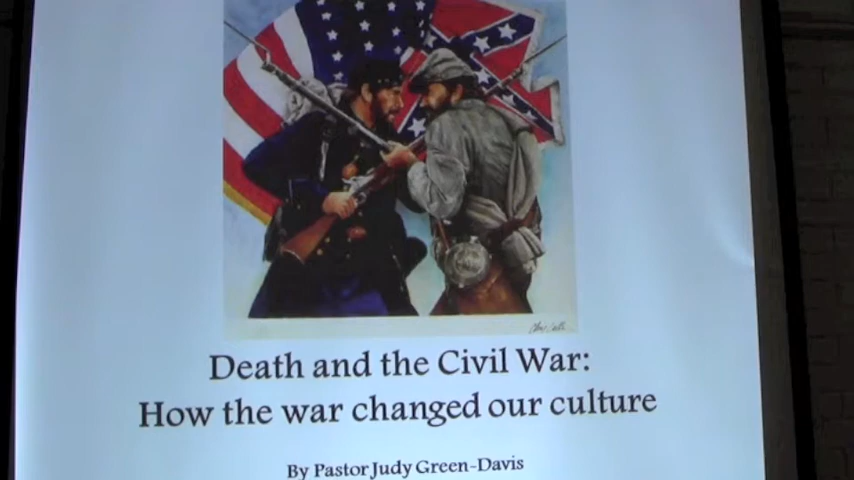 Death and the Civil War:
How the war changed our culture
By Pastor Judy Green-Davis